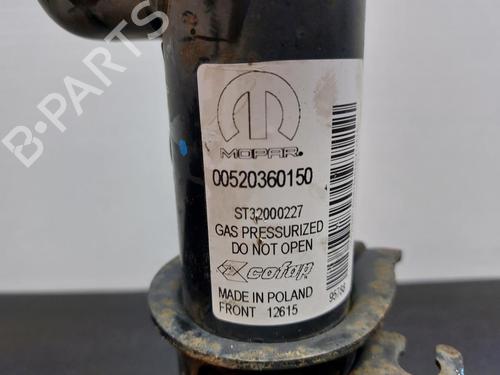 B-PARTS
MOPAR®
00520360150
ST32000227
GAS PRESSURIZED
DO NOT OPEN
cofap
MADE IN POLAND
FRONT 12615